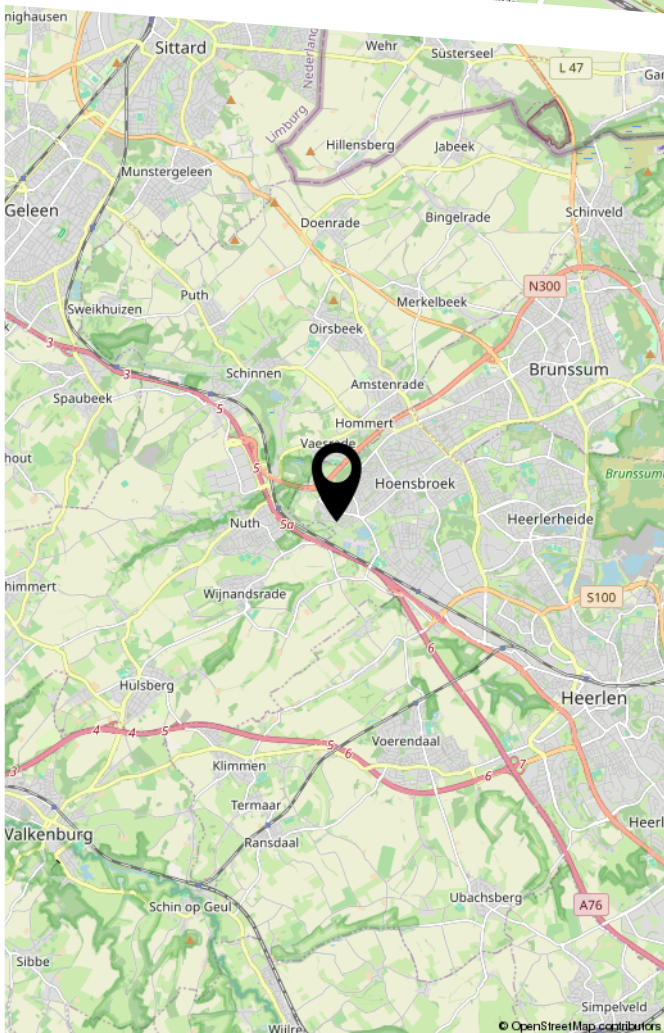 nighausen
Sittard
Wehr
Süsterseel
L 47
Gan
Nederland
Limburg
Hillensberg
Jabeek
Munstergeleen
Geleen
Doenrade
Bingelrade
Schinveld
N300
Puth
Merkelbeek
Sweikhuizen
Oirsbeek
k
3
3
Schinnen
Brunssum
Amstenrade
Spaubeek
5
Hommert
Vaesrade
hout
5
Hoensbroek
Brunssum
Nuth
5a
Heerlerheide
himmert
Wijnandsrade
S100
6
Hulsberg
Heerlen
4
4
5
5
6
Voerendaal
3
Klimmen
6
7
Termaar
Valkenburg
Ransdaal
Heerl
Schin op Geul
Ubachsberg
A76
Sibbe
Simpelveld
Wijlre
© OpenStreetMap contributors